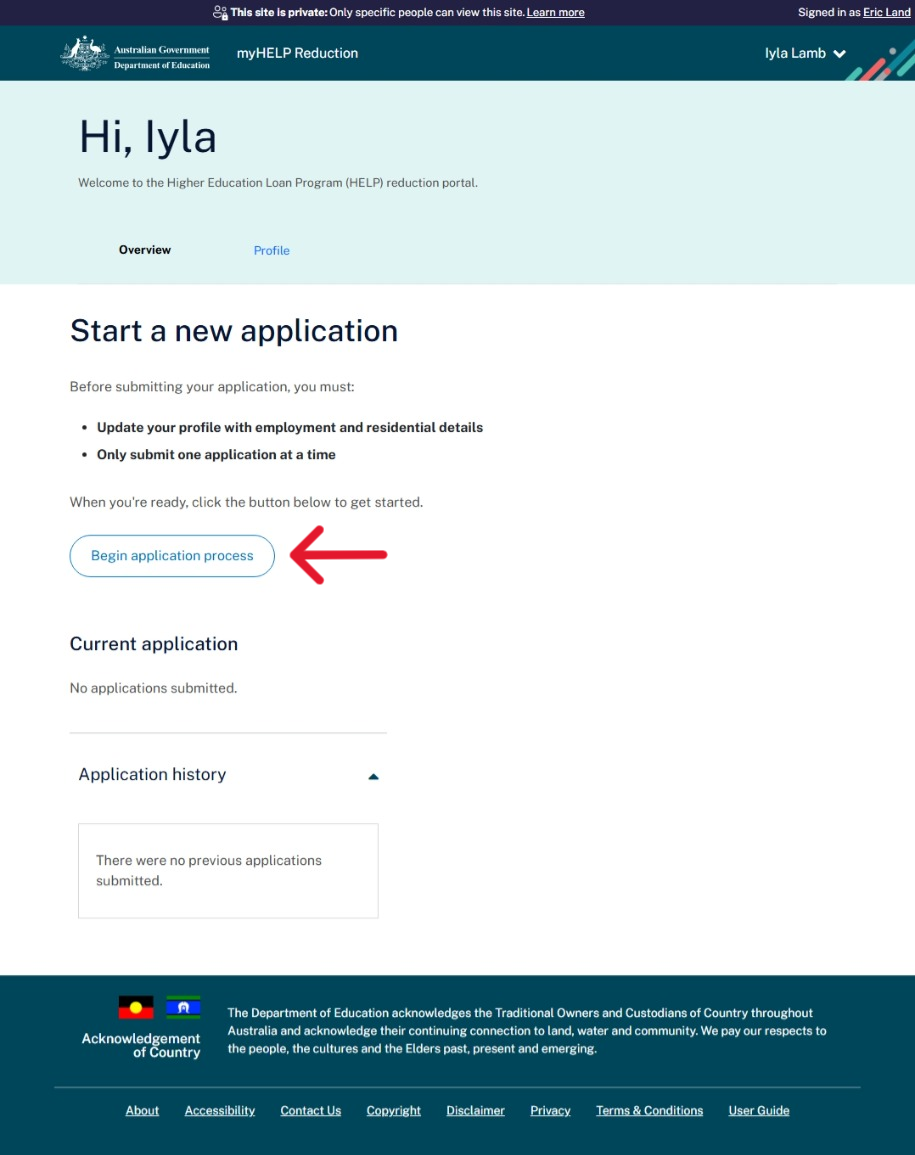 This site is private: Only specific people can view this site. Learn more
Signed in as Eric Land
Australian Government
Department of Education
myHELP Reduction
Iyla Lamb
Hi, Iyla
Welcome to the Higher Education Loan Program (HELP) reduction portal.
Overview
Profile
Start a new application
Before submitting your application, you must:
• Update your profile with employment and residential details
• Only submit one application at a time
When you're ready, click the button below to get started.
Begin application process
Current application
No applications submitted.
Application history
There were no previous applications
submitted.
Acknowledgement
of Country
The Department of Education acknowledges the Traditional Owners and Custodians of Country throughout
Australia and acknowledge their continuing connection to land, water and community. We pay our respects to
the people, the cultures and the Elders past, present and emerging.
About
Accessibility
Contact Us
Copyright
Disclaimer
Privacy
Terms & Conditions
User Guide